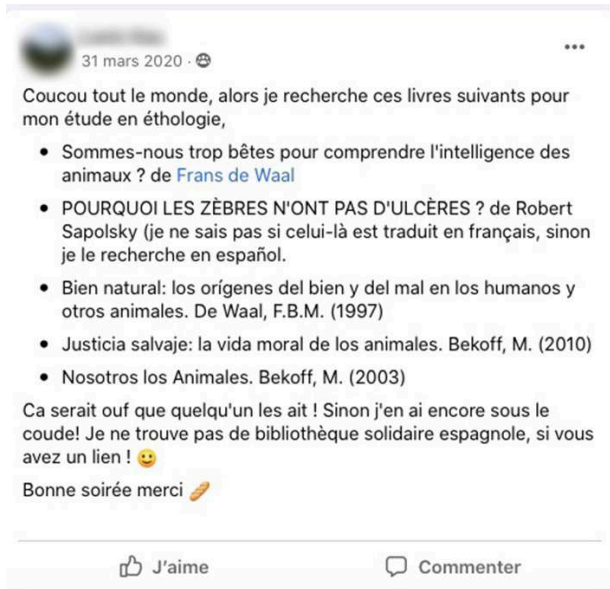 31 mars 2020 ·
Coucou tout le monde, alors je recherche ces livres suivants pour
mon étude en éthologie,
• Sommes-nous trop bêtes pour comprendre l'intelligence des
animaux ? de Frans de Waal
• POURQUOI LES ZÈBRES N'ONT PAS D'ULCÈRES ? de Robert
Sapolsky (je ne sais pas si celui-là est traduit en français, sinon
je le recherche en español.
• Bien natural: los orígenes del bien y del mal en los humanos y
otros animales. De Waal, F.B.M. (1997)
• Justicia salvaje: la vida moral de los animales. Bekoff, M. (2010)
• Nosotros los Animales. Bekoff, M. (2003)
Ca serait ouf que quelqu'un les ait ! Sinon j'en ai encore sous le
coude! Je ne trouve pas de bibliothèque solidaire espagnole, si vous
avez un lien ! 🙂
Bonne soirée merci 🥖
J'aime
Commenter